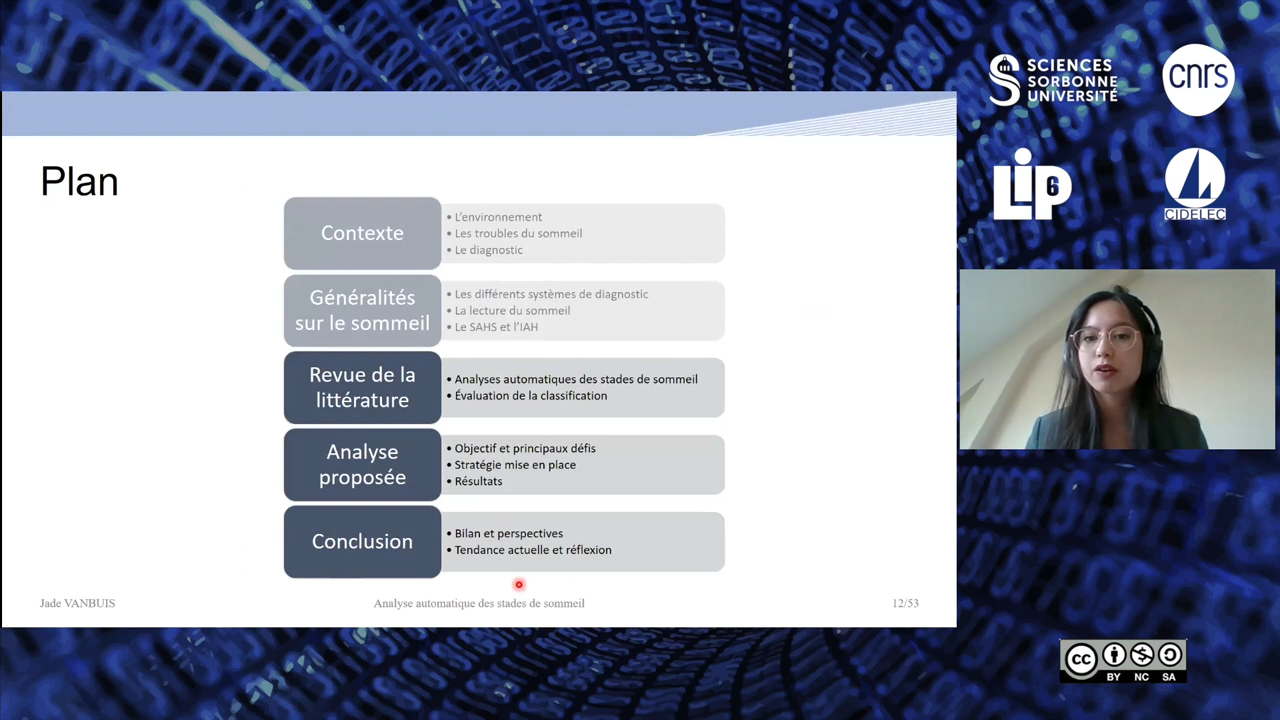 SCIENCES
SORBONNE
UNIVERSITÉ
cnrs
LIP6
CIDELEC
Plan
Contexte
• L'environnement
• Les troubles du sommeil
• Le diagnostic
Généralités
sur le sommeil
• Les différents systèmes de diagnostic
• La lecture du sommeil
• Le SAHS et l'IAH
Revue de la
littérature
• Analyses automatiques des stades de sommeil
• Évaluation de la classification
Analyse
proposée
• Objectif et principaux défis
• Stratégie mise en place
• Résultats
Conclusion
• Bilan et perspectives
• Tendance actuelle et réflexion
Jade VANBUIS
Analyse automatique des stades de sommeil
12/53
cc
BY NC SA